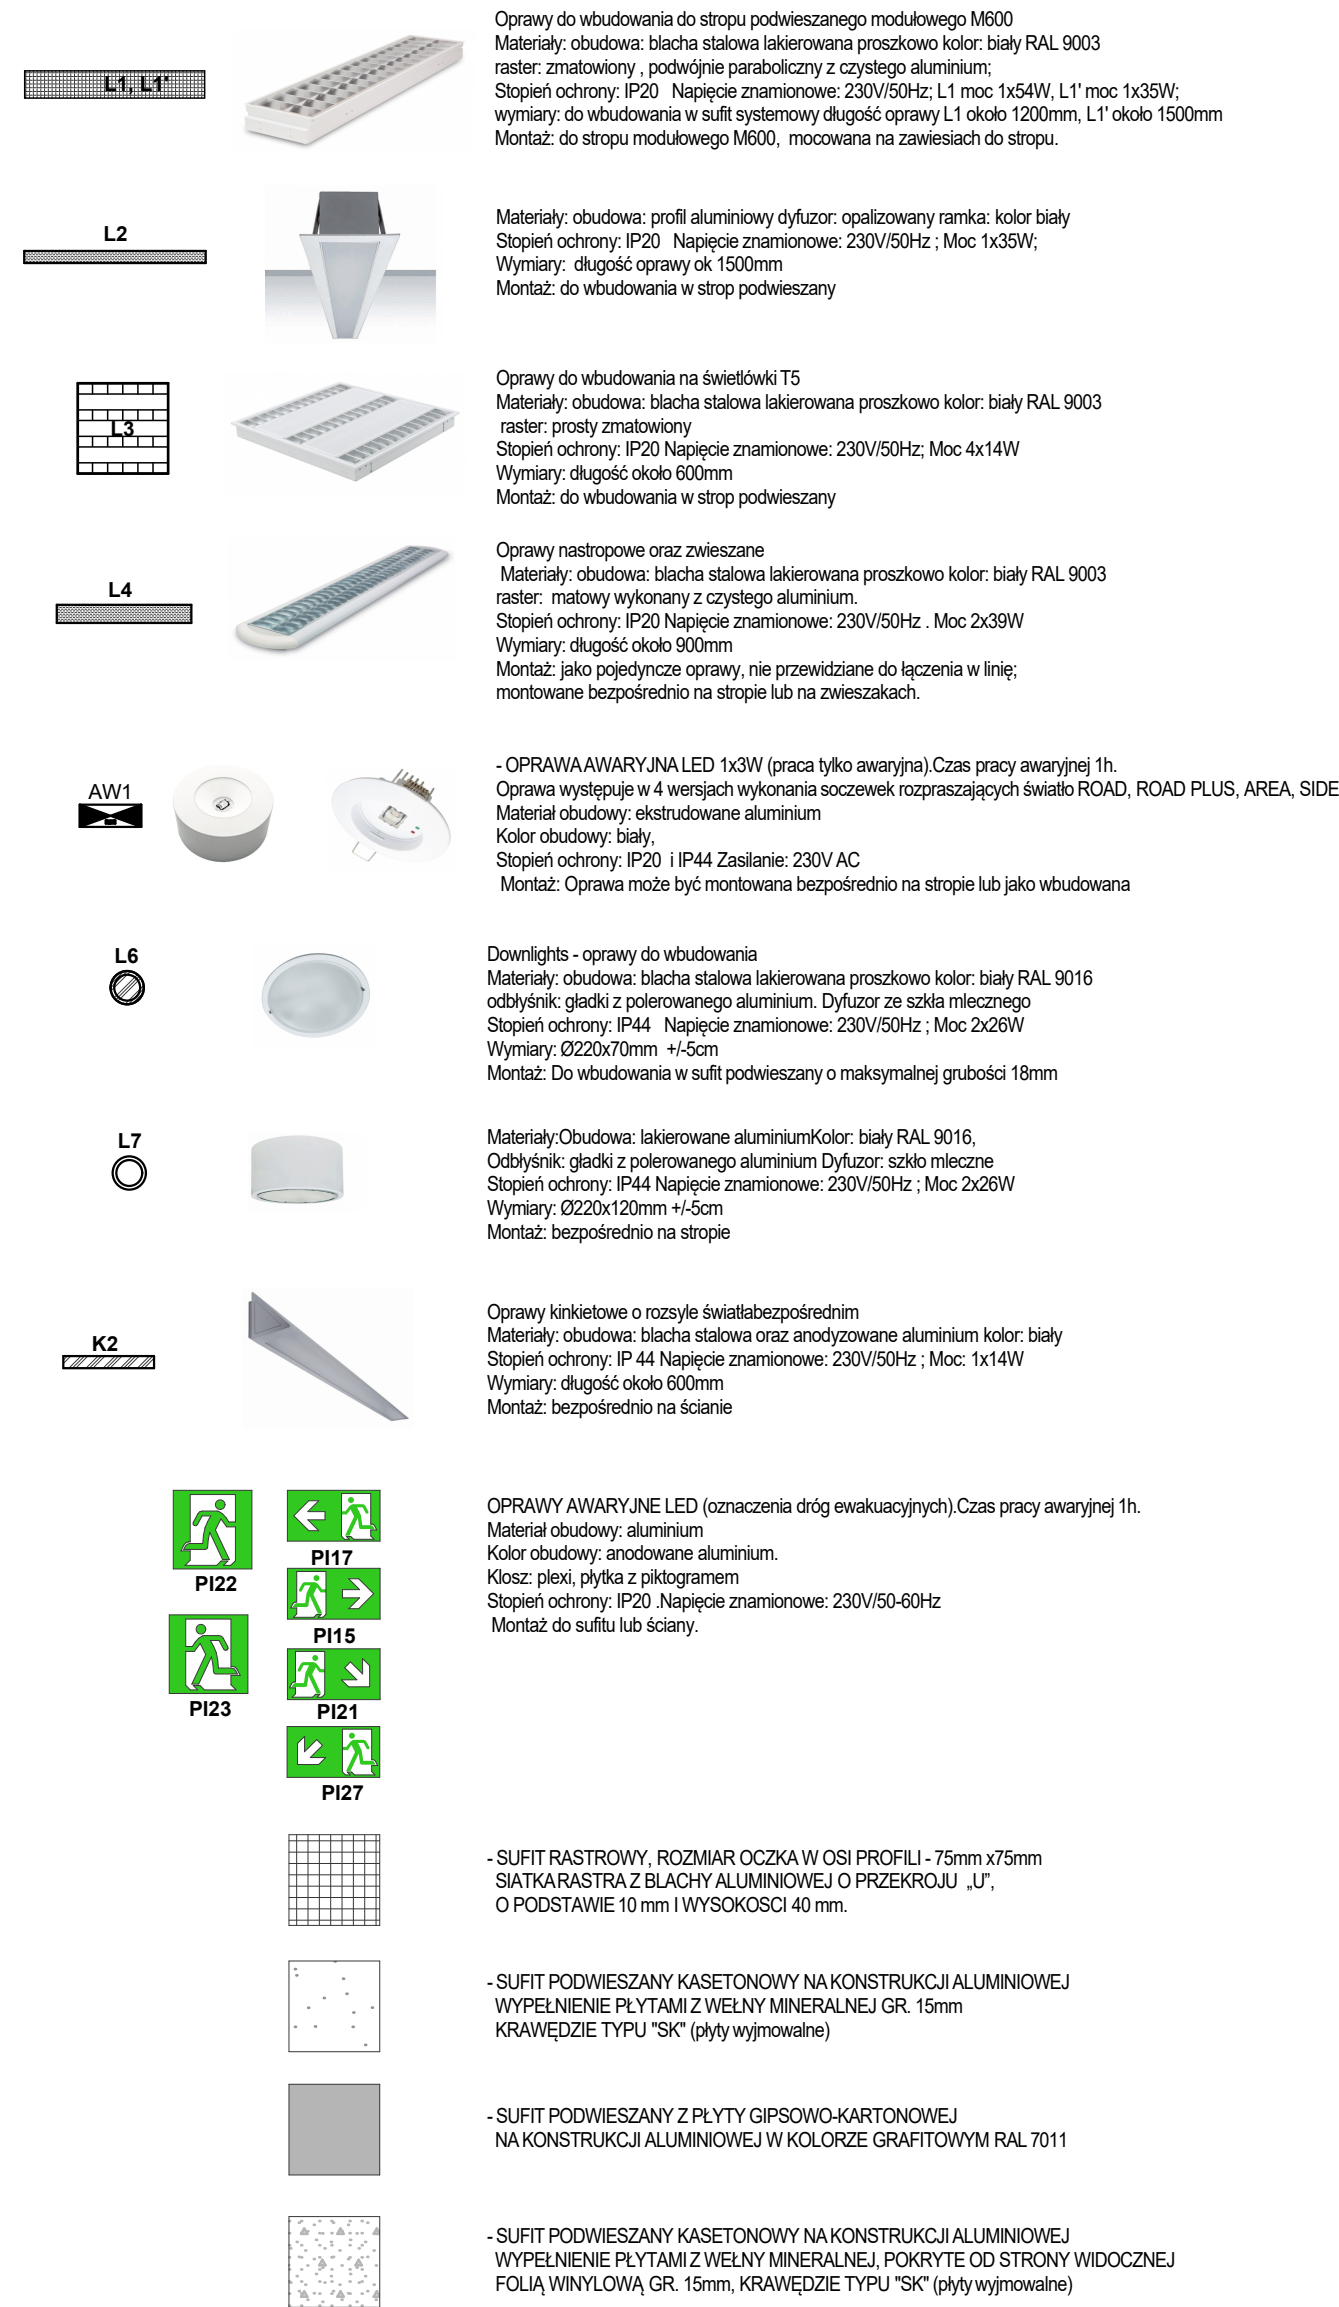 L1, L1'
Oprawy do wbudowania do stropu podwieszanego modułowego M600
Materiały: obudowa: blacha stalowa lakierowana proszkowo kolor: biały RAL 9003
raster: zmatowiony , podwójnie paraboliczny z czystego aluminium;
Stopień ochrony: IP20 Napięcie znamionowe: 230V/50Hz; L1 moc 1x54W, L1' moc 1x35W;
wymiary: do wbudowania w sufit systemowy długość oprawy L1 około 1200mm, L1' około 1500mm
Montaż: do stropu modułowego M600, mocowana na zawiesiach do stropu.
L2
Materiały: obudowa: profil aluminiowy dyfuzor: opalizowany ramka: kolor biały
Stopień ochrony: IP20 Napięcie znamionowe: 230V/50Hz ; Moc 1x35W;
Wymiary: długość oprawy ok 1500mm
Montaż: do wbudowania w strop podwieszany
L3
Oprawy do wbudowania na świetlówki T5
Materiały: obudowa: blacha stalowa lakierowana proszkowo kolor: biały RAL 9003
raster: prosty zmatowiony
Stopień ochrony: IP20 Napięcie znamionowe: 230V/50Hz; Moc 4x14W
Wymiary: długość około 600mm
Montaż: do wbudowania w strop podwieszany
L4
Oprawy nastropowe oraz zwieszane
Materiały: obudowa: blacha stalowa lakierowana proszkowo kolor: biały RAL 9003
raster: matowy wykonany z czystego aluminium.
Stopień ochrony: IP20 Napięcie znamionowe: 230V/50Hz . Moc 2x39W
Wymiary: długość około 900mm
Montaż: jako pojedyncze oprawy, nie przewidziane do łączenia w linię;
montowane bezpośrednio na stropie lub na zwieszakach.
AW1
- OPRAWA AWARYJNA LED 1x3W (praca tylko awaryjna).Czas pracy awaryjnej 1h.
Oprawa występuje w 4 wersjach wykonania soczewek rozpraszających światło ROAD, ROAD PLUS, AREA, SIDE
Materiał obudowy: ekstrudowane aluminium
Kolor obudowy: biały,
Stopień ochrony: IP20 i IP44 Zasilanie: 230V AC
Montaż: Oprawa może być montowana bezpośrednio na stropie lub jako wbudowana
L6
Downlights - oprawy do wbudowania
Materiały: obudowa: blacha stalowa lakierowana proszkowo kolor: biały RAL 9016
odbłyśnik: gładki z polerowanego aluminium. Dyfuzor ze szkła mlecznego
Stopień ochrony: IP44 Napięcie znamionowe: 230V/50Hz ; Moc 2x26W
Wymiary: Ø220x70mm +/-5cm
Montaż: Do wbudowania w sufit podwieszany o maksymalnej grubości 18mm
L7
Materiały:Obudowa: lakierowane aluminiumKolor: biały RAL 9016,
Odbłyśnik: gładki z polerowanego aluminium Dyfuzor: szkło mleczne
Stopień ochrony: IP44 Napięcie znamionowe: 230V/50Hz ; Moc 2x26W
Wymiary: Ø220x120mm +/-5cm
Montaż: bezpośrednio na stropie
K2
Oprawy kinkietowe o rozsyle światłabezpośrednim
Materiały: obudowa: blacha stalowa oraz anodyzowane aluminium kolor: biały
Stopień ochrony: IP 44 Napięcie znamionowe: 230V/50Hz ; Moc: 1x14W
Wymiary: długość około 600mm
Montaż: bezpośrednio na ścianie
PI22
PI23
PI17
PI15
PI21
PI27
OPRAWY AWARYJNE LED (oznaczenia dróg ewakuacyjnych).Czas pracy awaryjnej 1h.
Materiał obudowy: aluminium
Kolor obudowy: anodowane aluminium.
Klosz: plexi, płytka z piktogramem
Stopień ochrony: IP20 .Napięcie znamionowe: 230V/50-60Hz
Montaż do sufitu lub ściany.
- SUFIT RASTROWY, ROZMIAR OCZKA W OSI PROFILI - 75mm x75mm
SIATKA RASTRA Z BLACHY ALUMINIOWEJ O PRZEKROJU „U”,
O PODSTAWIE 10 mm I WYSOKOSCI 40 mm.
- SUFIT PODWIESZANY KASETONOWY NA KONSTRUKCJI ALUMINIOWEJ
WYPEŁNIENIE PŁYTAMI Z WEŁNY MINERALNEJ GR. 15mm
KRAWĘDZIE TYPU "SK" (płyty wyjmowalne)
- SUFIT PODWIESZANY Z PŁYTY GIPSOWO-KARTONOWEJ
NA KONSTRUKCJI ALUMINIOWEJ W KOLORZE GRAFITOWYM RAL 7011
- SUFIT PODWIESZANY KASETONOWY NA KONSTRUKCJI ALUMINIOWEJ
WYPEŁNIENIE PŁYTAMI Z WEŁNY MINERALNEJ, POKRYTE OD STRONY WIDOCZNEJ
FOLIĄ WINYLOWĄ GR. 15mm, KRAWĘDZIE TYPU "SK" (płyty wyjmowalne)